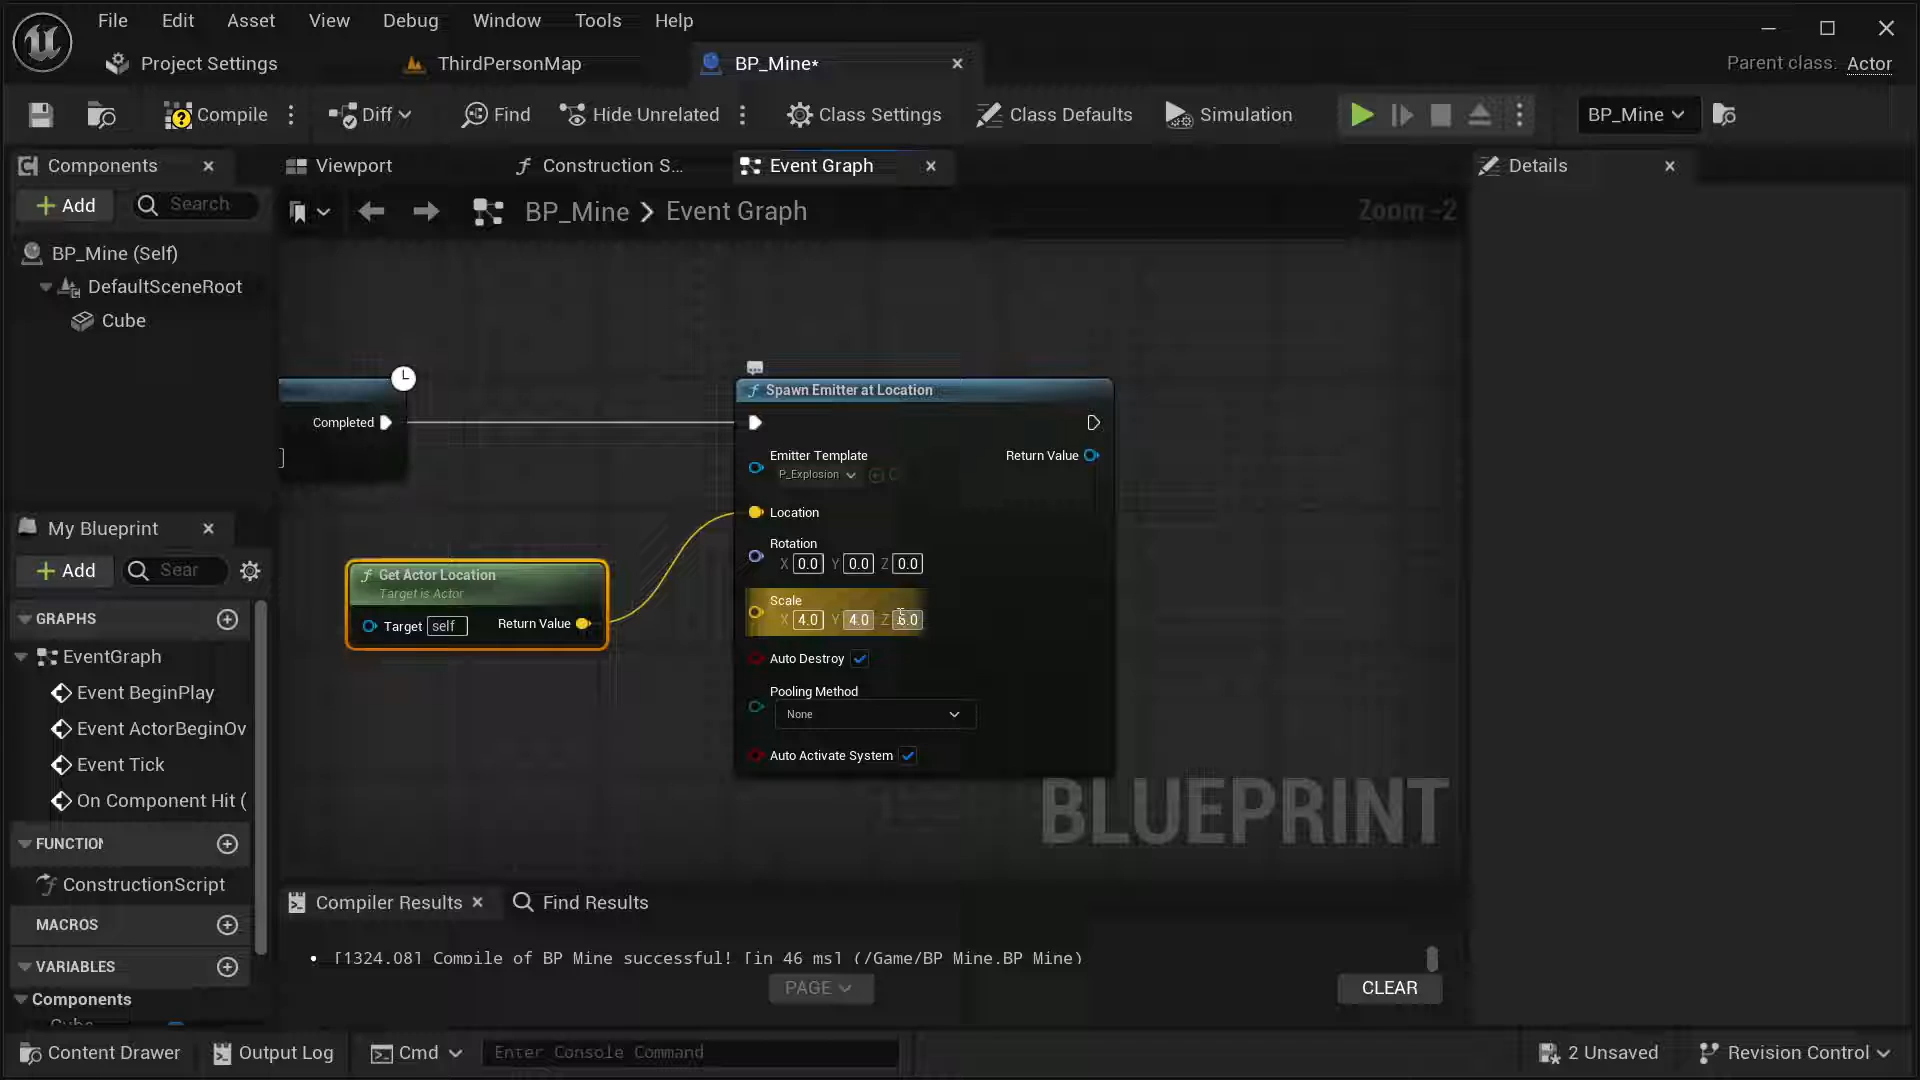 File Edit Asset View Debug Window Tools Help
Project Settings ThirdPersonMap BP_Mine* Parent class: Actor
Compile Diff Find Hide Unrelated Class Settings Class Defaults Simulation BP_Mine
Components Viewport Construction S... Event Graph Details
Add Search BP_Mine > Event Graph Zoom -2
BP_Mine (Self)
DefaultSceneRoot
Cube
Completed
Spawn Emitter at Location
Emitter Template Return Value
P_Explosion
Location
Rotation
X 0.0 Y 0.0 Z 0.0
Scale
X 4.0 Y 4.0 Z
Auto Destroy
Pooling Method
None
Auto Activate System
Get Actor Location
Target is Actor
Target self Return Value
BLUEPRINT
My Blueprint
Add Sear
GRAPHS
EventGraph
Event BeginPlay
Event ActorBeginOv
Event Tick
On Component Hit (
FUNCTION
ConstructionScript
MACROS
VARIABLES
Components
Compiler Results Find Results
[1324.08] Compile of BP_Mine successful! [in 46 ms] (/Game/BP_Mine.BP_Mine)
PAGE CLEAR
Content Drawer Output Log Cmd Enter Console Command 2 Unsaved Revision Control